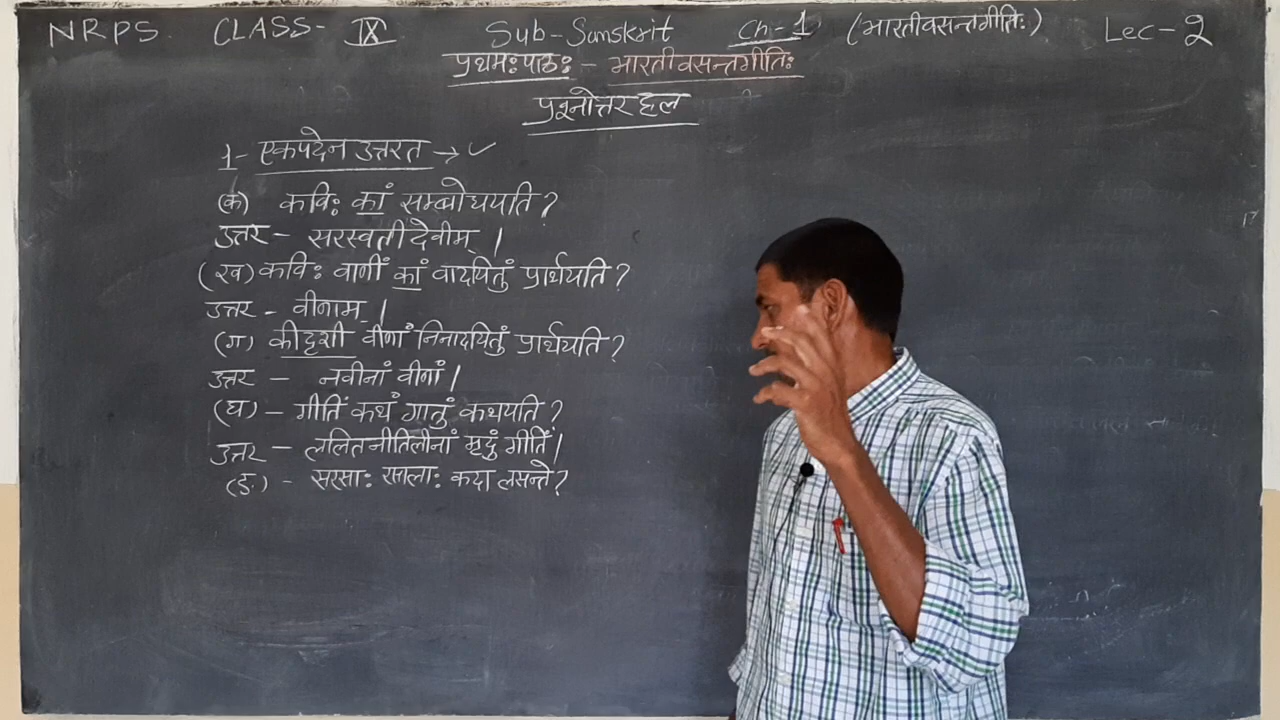 NRPS. CLASS- IX Sub-Sanskrit Ch-1 (भारतीवसन्तगीतिः) Lec-2
प्रथमःपाठः - भारतीवसन्तगीतिः
प्रश्नोत्तर हल
1- एकपदेन उत्तरत → ✓
(क) कविः कां सम्बोधयति?
उत्तर - सरस्वतीदेवीम् ।
(ख) कविः वाणीं कां वादयितुं प्रार्थयति?
उत्तर - वीनाम् ।
(ग) कीदृशी वीणां निनादयितुं प्रार्थयति?
उत्तर - नवीनां वीनां ।
(घ) - गीतिं कथं गातुं कथयति?
उत्तर - ललितनीतिलीनां मृदुं गीतिं ।
(ङ) - सरसाः रसालाः कदा लसन्ते?